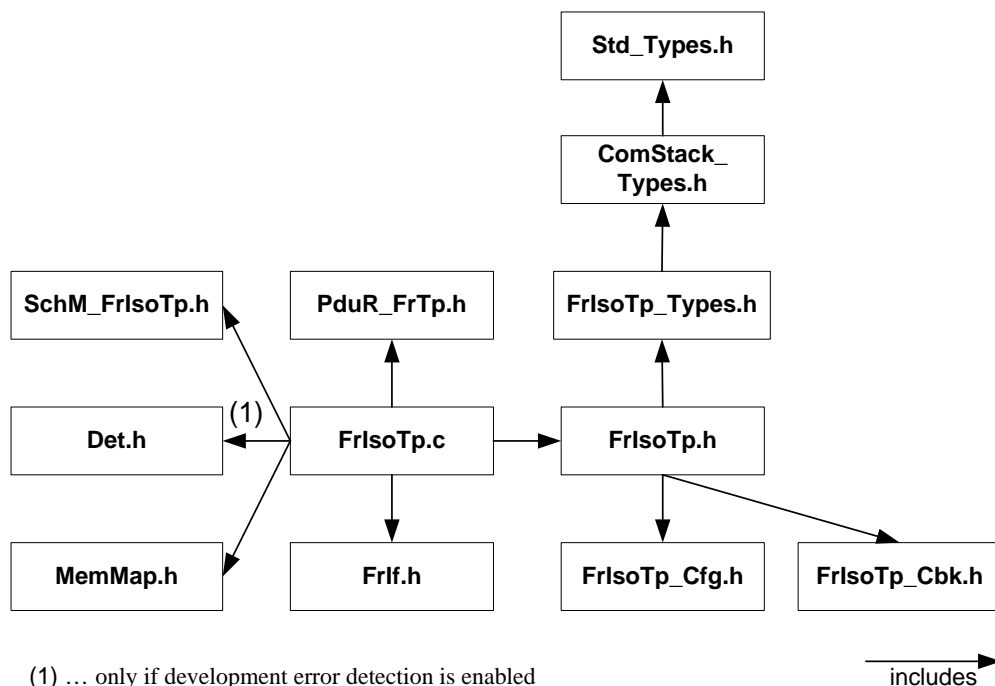 Std_Types.h
ComStack_
Types.h
SchM_FrIsoTp.h
PduR_FrTp.h
FrIsoTp_Types.h
(1)
Det.h
FrIsoTp.c
FrIsoTp.h
MemMap.h
FrIf.h
FrIsoTp_Cfg.h
FrIsoTp_Cbk.h
(1) ... only if development error detection is enabled
includes